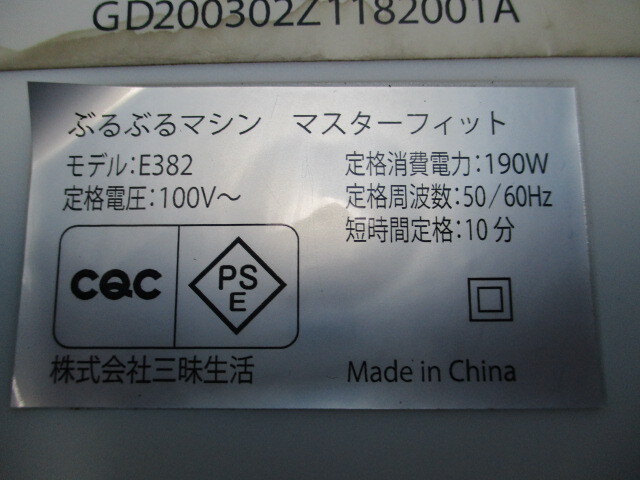 GD200302Z1182001A
ぶるぶるマシン　マスターフィット
モデル:E382
定格電圧:100V～
定格消費電力:190W
定格周波数:50/60Hz
短時間定格:10分
CQC
PS
E
株式会社三昧生活
Made in China